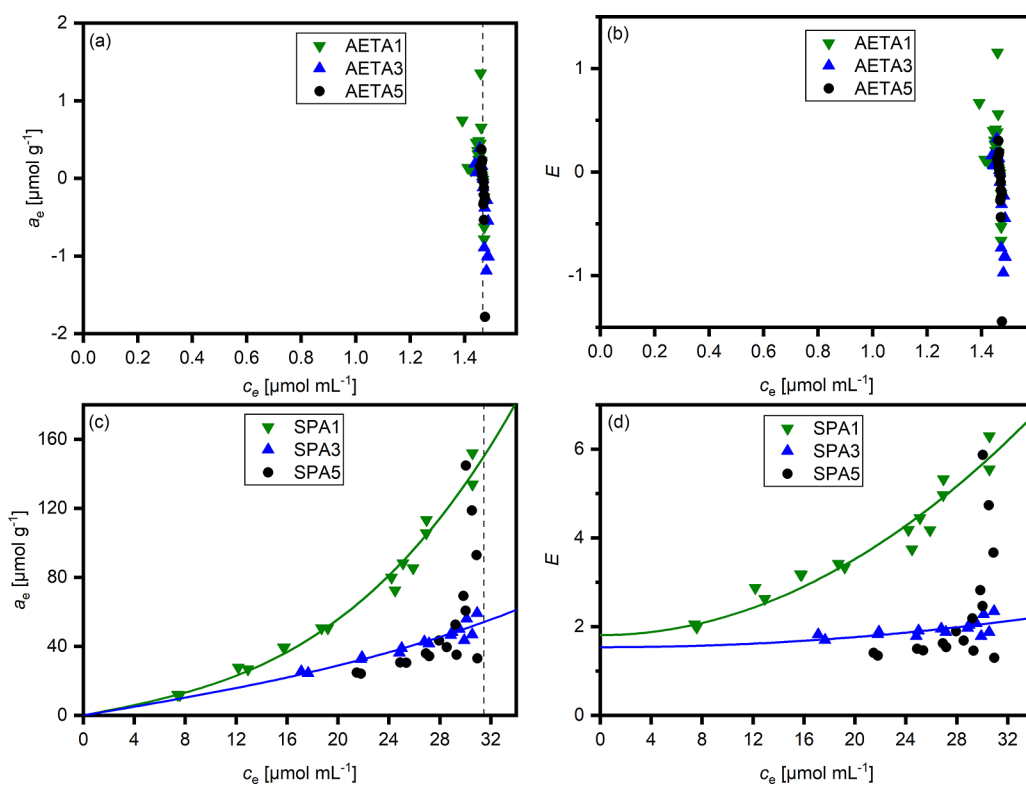 (a)
AETA1
AETA3
AETA5
2
1
0
-1
-2
aₑ [µmol g⁻¹]
0.0 0.2 0.4 0.6 0.8 1.0 1.2 1.4
cₑ [µmol mL⁻¹]
(b)
AETA1
AETA3
AETA5
1
0
-1
E
0.0 0.2 0.4 0.6 0.8 1.0 1.2 1.4
cₑ [µmol mL⁻¹]
(c)
SPA1
SPA3
SPA5
160
120
80
40
0
aₑ [µmol g⁻¹]
0 4 8 12 16 20 24 28 32
cₑ [µmol mL⁻¹]
(d)
SPA1
SPA3
SPA5
6
4
2
0
E
0 4 8 12 16 20 24 28 32
cₑ [µmol mL⁻¹]